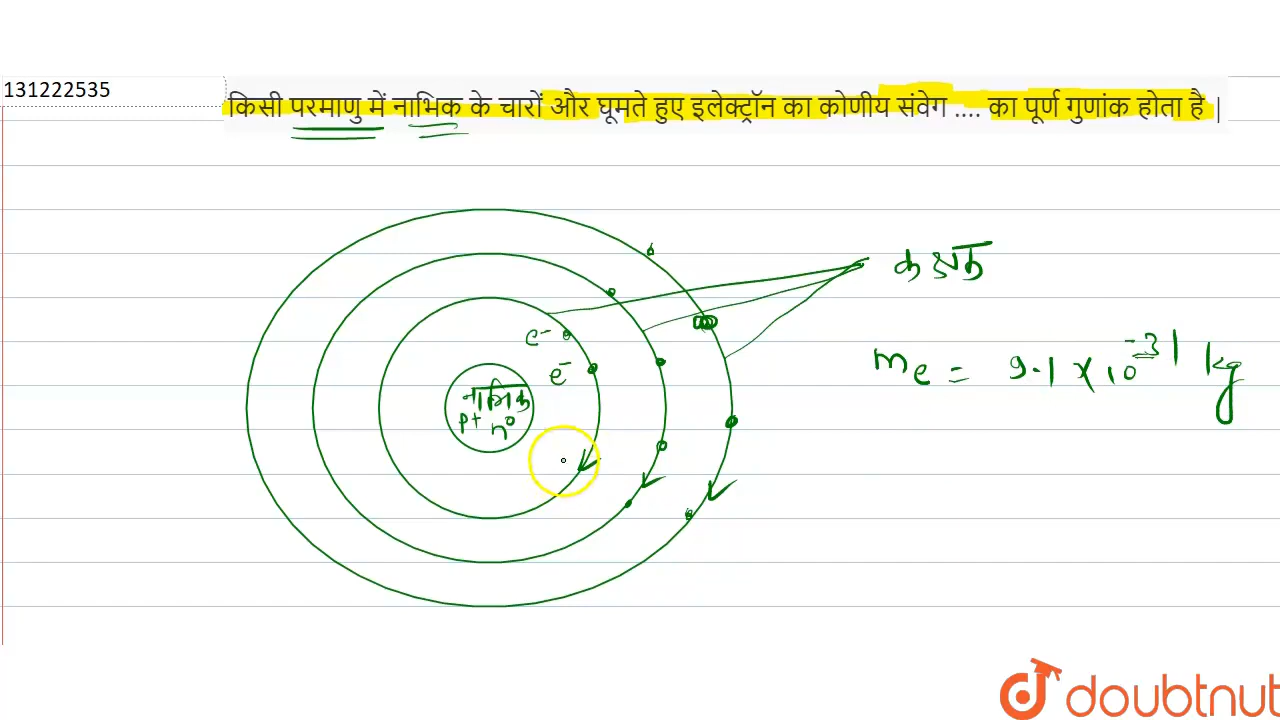 131222535
किसी परमाणु में नाभिक के चारों और घूमते हुए इलेक्ट्रॉन का कोणीय संवेग .... का पूर्ण गुणांक होता है |
कक्षक
e⁻
mₑ = 9.1 × 10⁻³¹ kg
e⁻
नाभिक
p+ n⁰
doubtnut